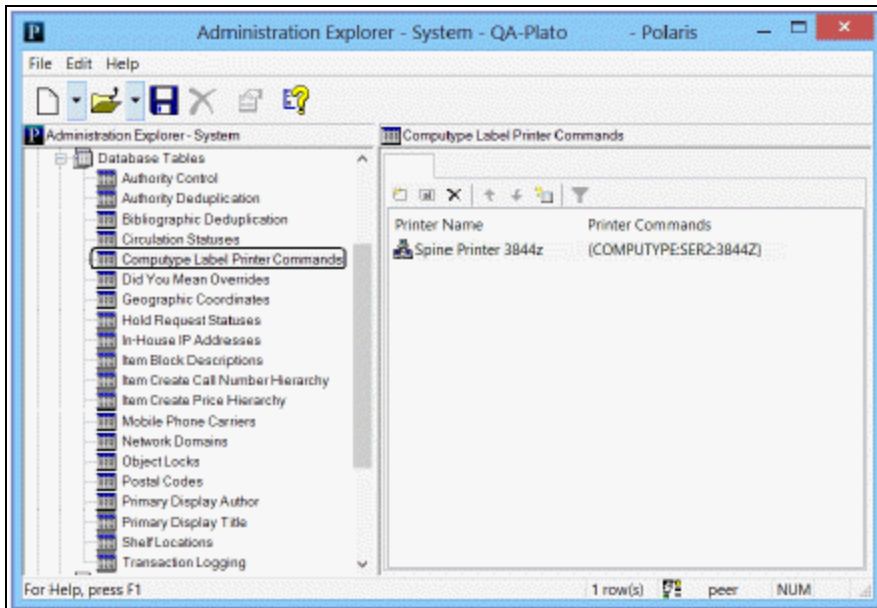 Administration Explorer - System - QA-Plato - Polaris
File Edit Help
Administration Explorer - System
Computype Label Printer Commands
Database Tables
Authority Control
Authority Deduplication
Bibliographic Deduplication
Circulation Statuses
Computype Label Printer Commands
Did You Mean Overrides
Geographic Coordinates
Hold Request Statuses
In-House IP Addresses
Item Block Descriptions
Item Create Call Number Hierarchy
Item Create Price Hierarchy
Mobile Phone Carriers
Network Domains
Object Locks
Postal Codes
Primary Display Author
Primary Display Title
Shelf Locations
Transaction Logging
Printer Name Printer Commands
Spine Printer 3844z (COMPUTYPE:SER2:3844Z)
For Help, press F1 1 row(s) peer NUM